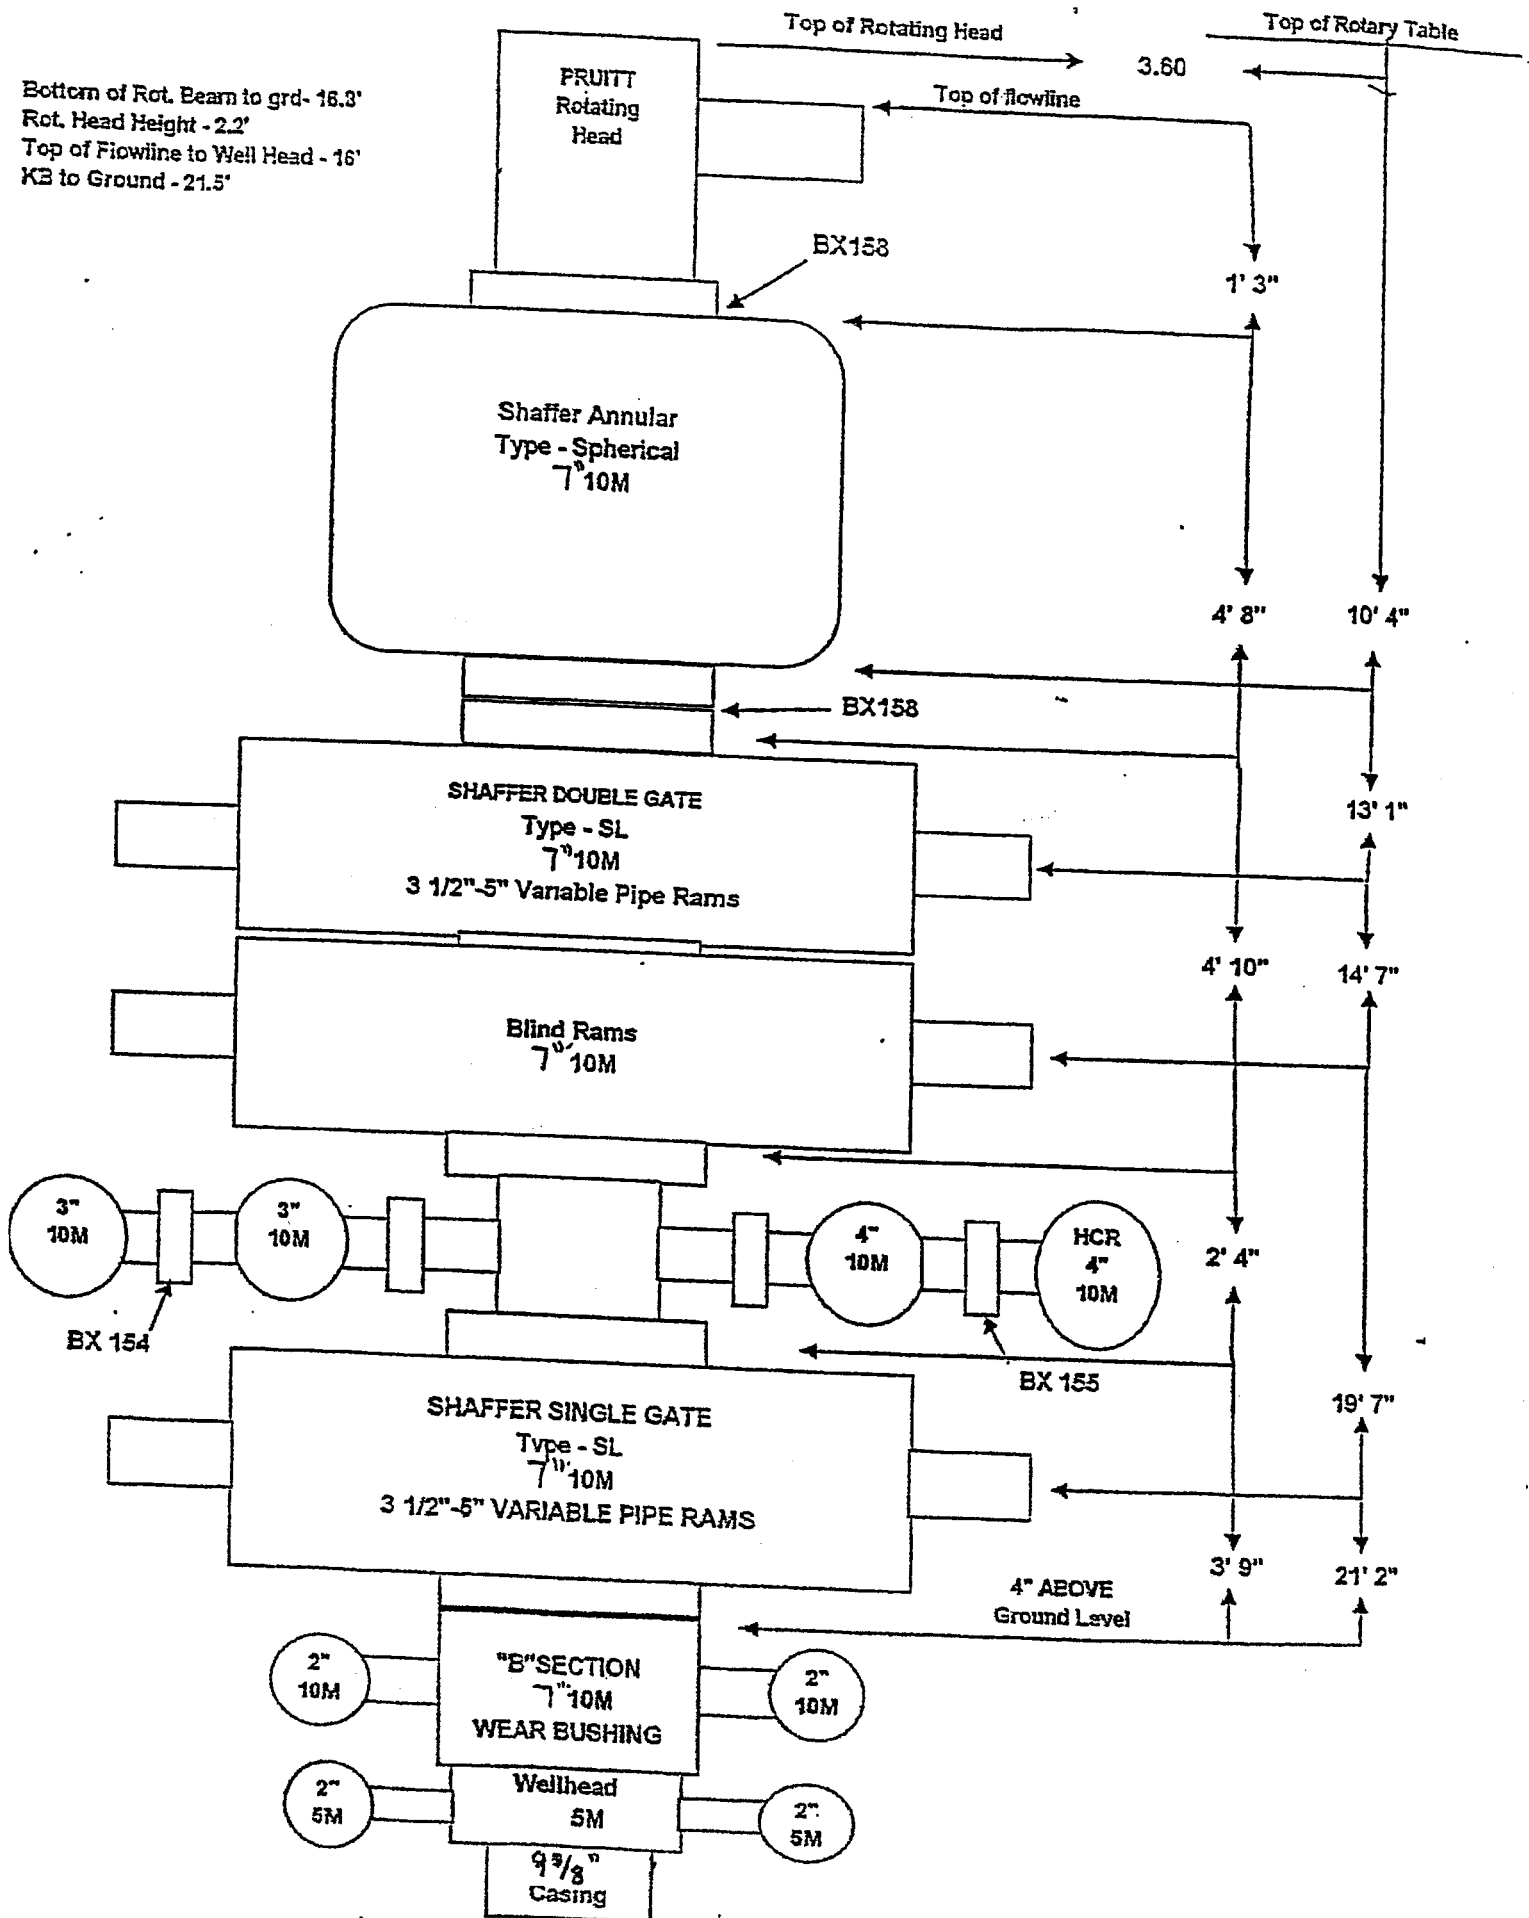 Top of Rotating Head
Top of Rotary Table
3.60
Bottom of Rot. Beam to grd- 16.3'
Rot. Head Height - 2.2'
Top of Flowline to Well Head - 16'
KB to Ground - 21.5'
PRUITT
Rotating
Head
Top of flowline
BX158
1' 3"
Shaffer Annular
Type - Spherical
7" 10M
4' 8"
10' 4"
BX158
SHAFFER DOUBLE GATE
Type - SL
7" 10M
3 1/2"-5" Variable Pipe Rams
13' 1"
4' 10"
14' 7"
Blind Rams
7" 10M
3"
10M
3"
10M
4"
10M
HCR
4"
10M
2' 4"
BX 154
BX 155
SHAFFER SINGLE GATE
Type - SL
7" 10M
3 1/2"-5" VARIABLE PIPE RAMS
19' 7"
3' 9"
21' 2"
4" ABOVE
Ground Level
2"
10M
"B" SECTION
7" 10M
WEAR BUSHING
2"
10M
2"
5M
Wellhead
5M
2"
5M
9 5/8"
Casing